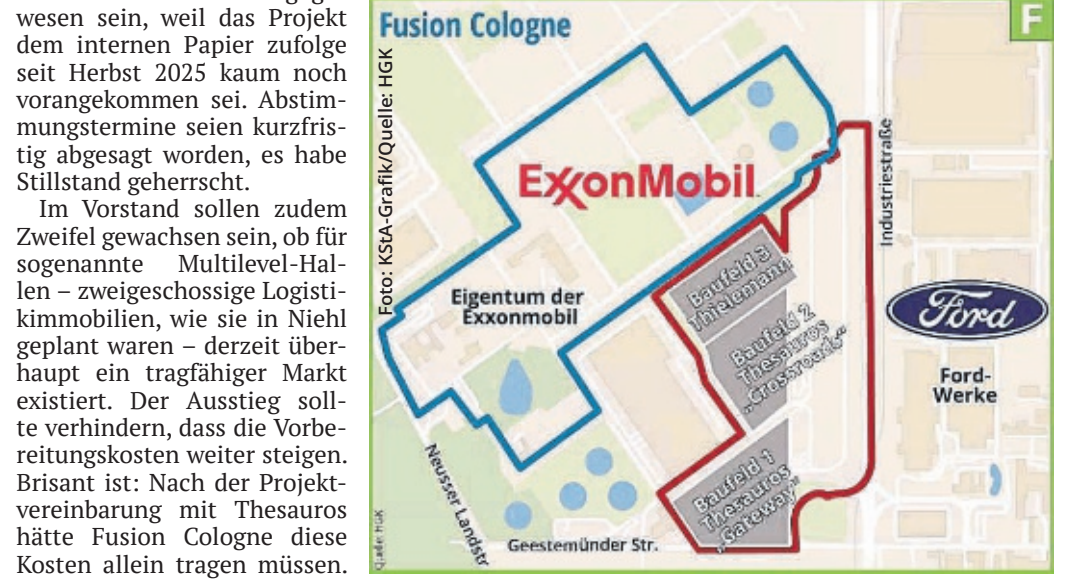 wesen sein, weil das Projekt
dem internen Papier zufolge
seit Herbst 2025 kaum noch
vorangekommen sei. Abstim-
mungstermine seien kurzfris-
tig abgesagt worden, es habe
Stillstand geherrscht.
Im Vorstand sollen zudem
Zweifel gewachsen sein, ob für
sogenannte Multilevel-Hal-
len – zweigeschossige Logisti-
kimmobilien, wie sie in Niehl
geplant waren – derzeit über-
haupt ein tragfähiger Markt
existiert. Der Ausstieg soll-
te verhindern, dass die Vorbe-
reitungskosten weiter steigen.
Brisant ist: Nach der Projekt-
vereinbarung mit Thesauros
hätte Fusion Cologne diese
Kosten allein tragen müssen.
Foto: KStA-Grafik/Quelle: HGK
Fusion Cologne
F
ExxonMobil
Industriestraße
Eigentum der
Exxonmobil
Baufeld 3
Thielemann
Baufeld 2
Thesauros
„Crossroads“
Ford
Ford-
Werke
Baufeld 1
Thesauros
„Gateway“
Neusser Landstr
Geestemünder Str.
Quelle: HGK